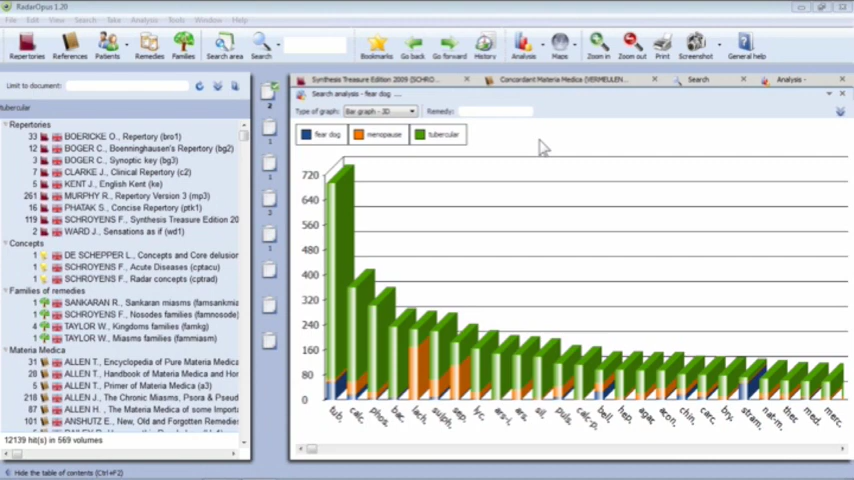 RadarOpus 1.20
File Edit View Search Take Analysis Tools Window Help
Repertories References Patients Remedies Families Search area Search Bookmarks Go back Go forward History Analysis Maps Zoom in Zoom out Print Screenshot General help
Limit to document:
tubercular
Repertories
33 BOERICKE O., Repertory (bro1)
12 BOGER C., Boenninghausen's Repertory (bg2)
3 BOGER C., Synoptic key (bg3)
7 CLARKE J., Clinical Repertory (c2)
5 KENT J., English Kent (ke)
261 MURPHY R., Repertory Version 3 (mp3)
16 PHATAK S., Concise Repertory (ptk1)
119 SCHROYENS F., Synthesis Treasure Edition 20
2 WARD J., Sensations as if (wd1)
Concepts
1 DE SCHEPPER L., Concepts and Core delusion
1 SCHROYENS F., Acute Diseases (cptacu)
1 SCHROYENS F., Radar concepts (cptrad)
Families of remedies
1 SANKARAN R., Sankaran miasms (famsankmia
1 SCHROYENS F., Nosodes families (famnosode)
4 TAYLOR W., Kingdoms families (famkg)
1 TAYLOR W., Miasms families (fammiasm)
Materia Medica
31 ALLEN T., Encyclopedia of Pure Materia Medica
28 ALLEN T., Handbook of Materia Medica and Hor
5 ALLEN T., Primer of Materia Medica (a3)
218 ALLEN J., The Chronic Miasms, Psora & Pseud
87 ALLEN H., The Materia Medica of some Importa
101 ANSHUTZ E., New, Old and Forgotten Remedies
12139 hit(s) in 569 volumes
Hide the table of contents (Ctrl+F2)
2
1
1
2
1
Synthesis Treasure Edition 2009 (SCHRO...
Concordant Materia Medica (VERMEULEN...
Search
Analysis -
Search analysis - fear dog ....
Type of graph: Bar graph - 3D Remedy:
fear dog menopause tubercular
720
640
560
480
400
320
240
160
80
0
tub. calc. phos. bac. lach. sulph. sep. lyc. ars-i. ars. sil. puls. calc-p. bell. hep. agar. acon. chin. carc. bry. stram. nat-m. ther. med. merc.